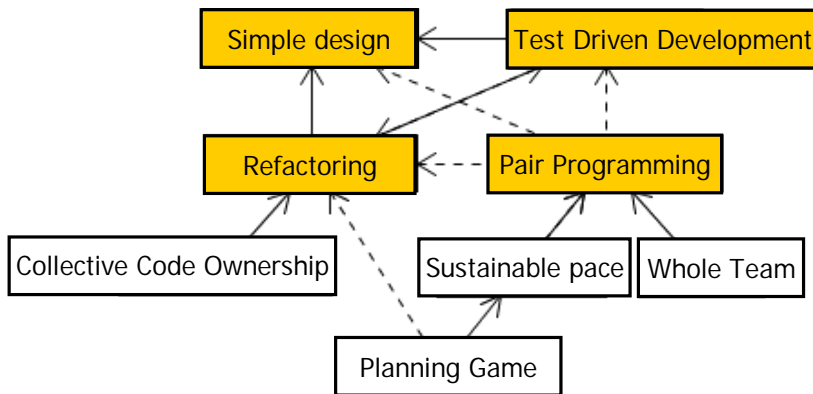 Simple design
Test Driven Development
Refactoring
Pair Programming
Collective Code Ownership
Sustainable pace
Whole Team
Planning Game